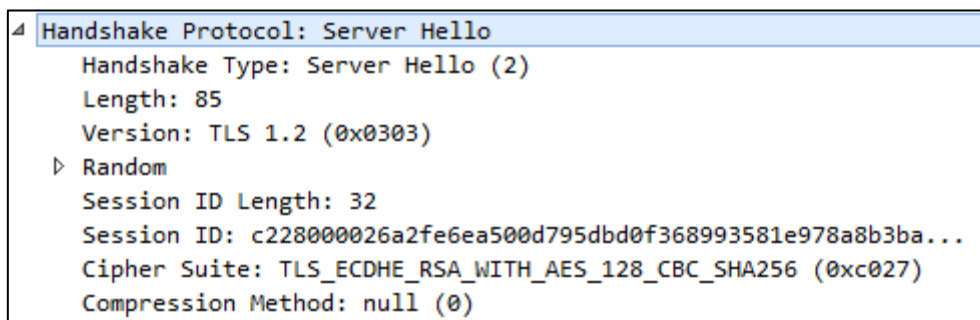 Handshake Protocol: Server Hello
Handshake Type: Server Hello (2)
Length: 85
Version: TLS 1.2 (0x0303)
Random
Session ID Length: 32
Session ID: c228000026a2fe6ea500d795dbd0f368993581e978a8b3ba...
Cipher Suite: TLS_ECDHE_RSA_WITH_AES_128_CBC_SHA256 (0xc027)
Compression Method: null (0)